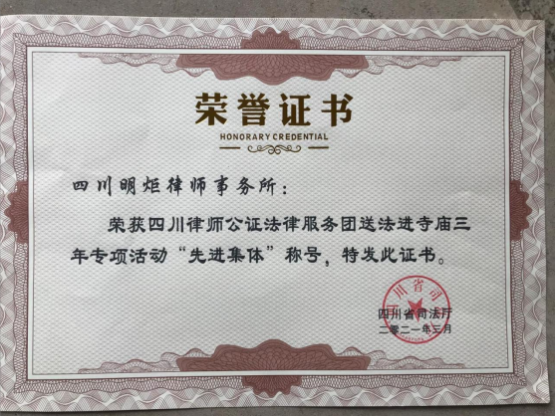 荣誉证书
HONORARY CREDENTIAL
四川明炬律师事务所：
荣获四川律师公证法律服务团送法进寺庙三
年专项活动“先进集体”称号，特发此证书。
四川省司法厅
二零二一年三月